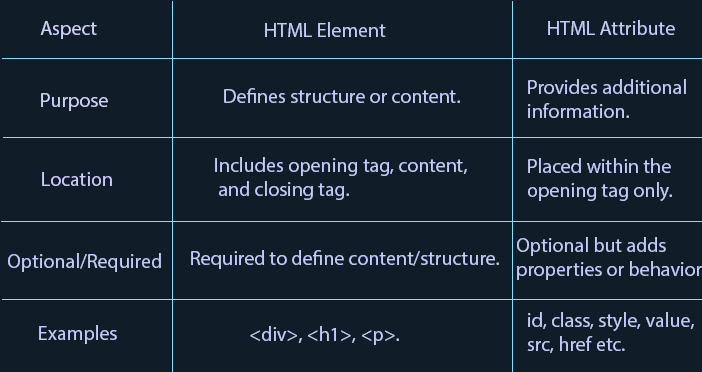 Aspect
HTML Element
HTML Attribute
Purpose
Defines structure or content.
Provides additional
information.
Location
Includes opening tag, content,
and closing tag.
Placed within the
opening tag only.
Optional/Required
Required to define content/structure.
Optional but adds
properties or behavior
Examples
<div>, <h1>, <p>.
id, class, style, value,
src, href etc.